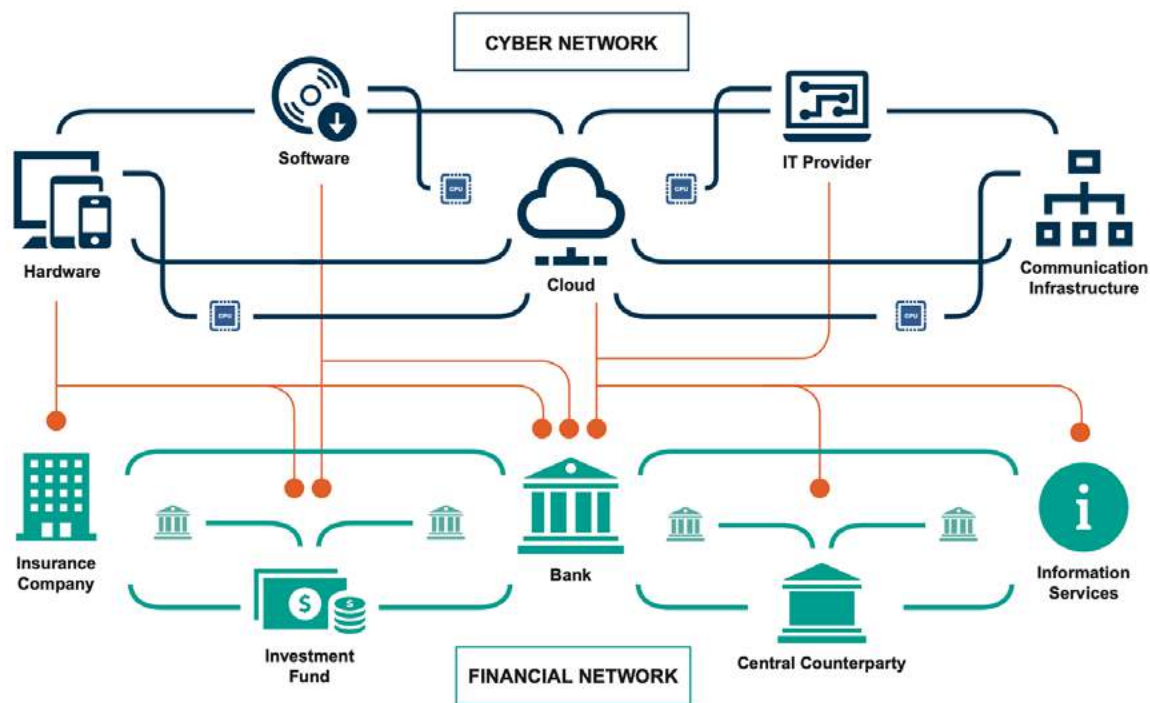 CYBER NETWORK
Software
IT Provider
CPU
CPU
Hardware
Cloud
Communication
Infrastructure
CPU
CPU
$
$
i
Insurance
Company
Bank
Information
Services
Investment
Fund
Central Counterparty
FINANCIAL NETWORK